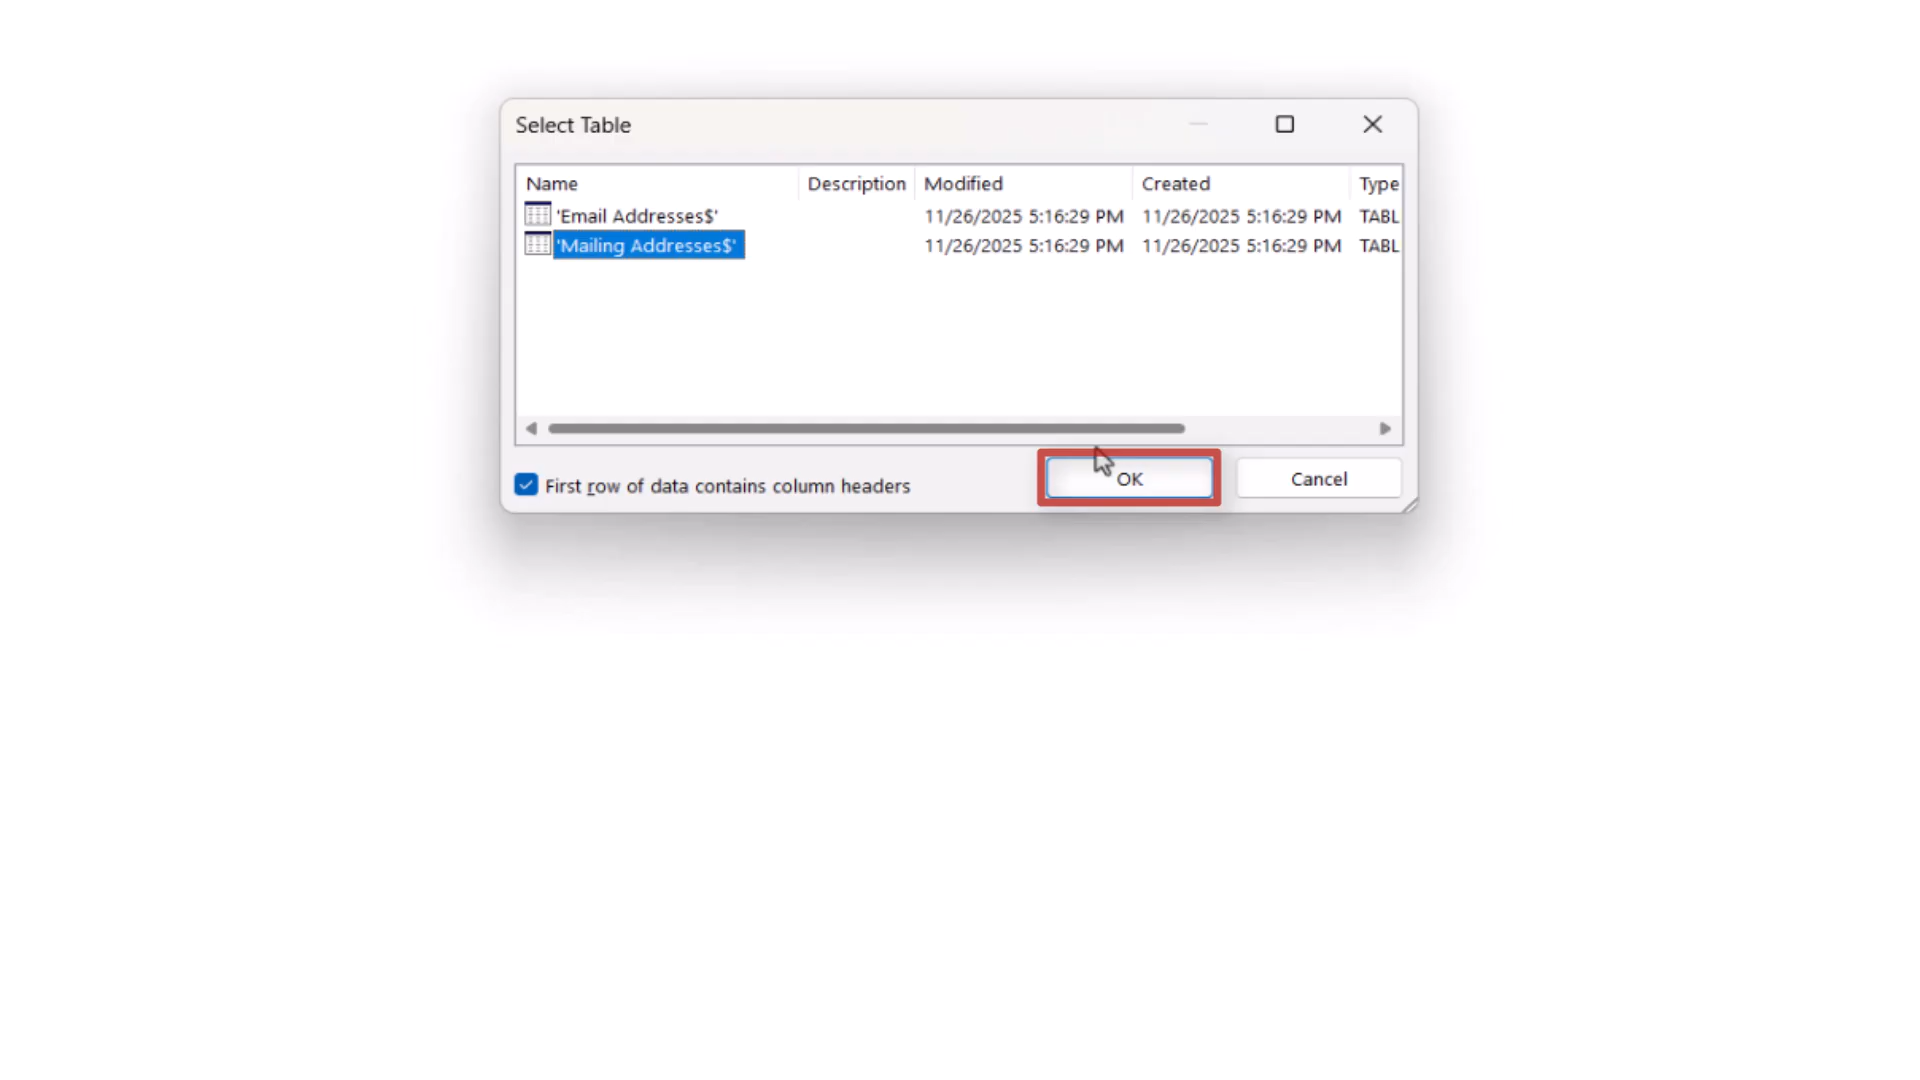 Select Table
Name Description Modified Created Type
'Email Addresses$' 11/26/2025 5:16:29 PM 11/26/2025 5:16:29 PM TABL
'Mailing Addresses$' 11/26/2025 5:16:29 PM 11/26/2025 5:16:29 PM TABL
First row of data contains column headers OK Cancel